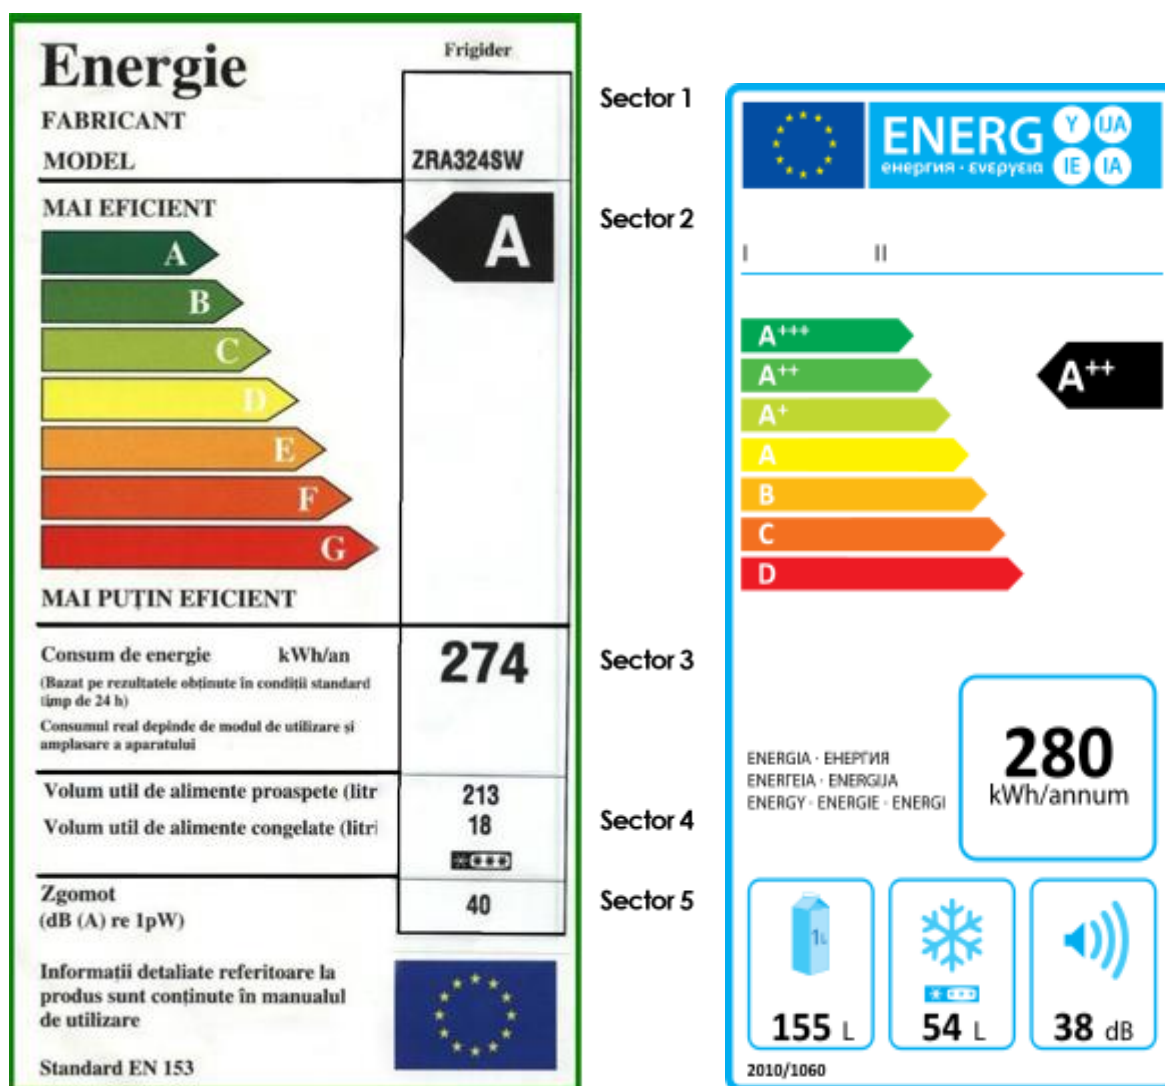 Energie
Frigider
FABRICANT
MODEL ZRA324SW
MAI EFICIENT
A
A
B
C
D
E
F
G
MAI PUȚIN EFICIENT
Consum de energie kWh/an 274
(Bazat pe rezultatele obținute în condiții standard
timp de 24 h)
Consumul real depinde de modul de utilizare și
amplasare a aparatului
Volum util de alimente proaspete (litr 213
Volum util de alimente congelate (litri 18
Zgomot
(dB (A) re 1pW) 40
Informații detaliate referitoare la
produs sunt conținute în manualul
de utilizare
Standard EN 153
Sector 1
Sector 2
Sector 3
Sector 4
Sector 5
ENERG Y IJA
енергия · ενεργεια IE IA
I II
A+++
A++ A++
A+
A
B
C
D
280
kWh/annum
ENERGIA · ЕНЕРГИЯ
ΕΝΕΡΓΕΙΑ · ENERGIJA
ENERGY · ENERGIE · ENERGI
1L
155 L
54 L
38 dB
2010/1060